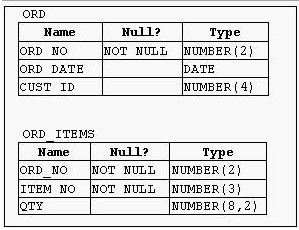 ORD
Name Null? Type
ORD NO NOT NULL NUMBER(2)
ORD DATE DATE
CUST ID NUMBER(4)
ORD_ITEMS
Name Null? Type
ORD_NO NOT NULL NUMBER(2)
ITEM NO NOT NULL NUMBER(3)
QTY NUMBER(8,2)